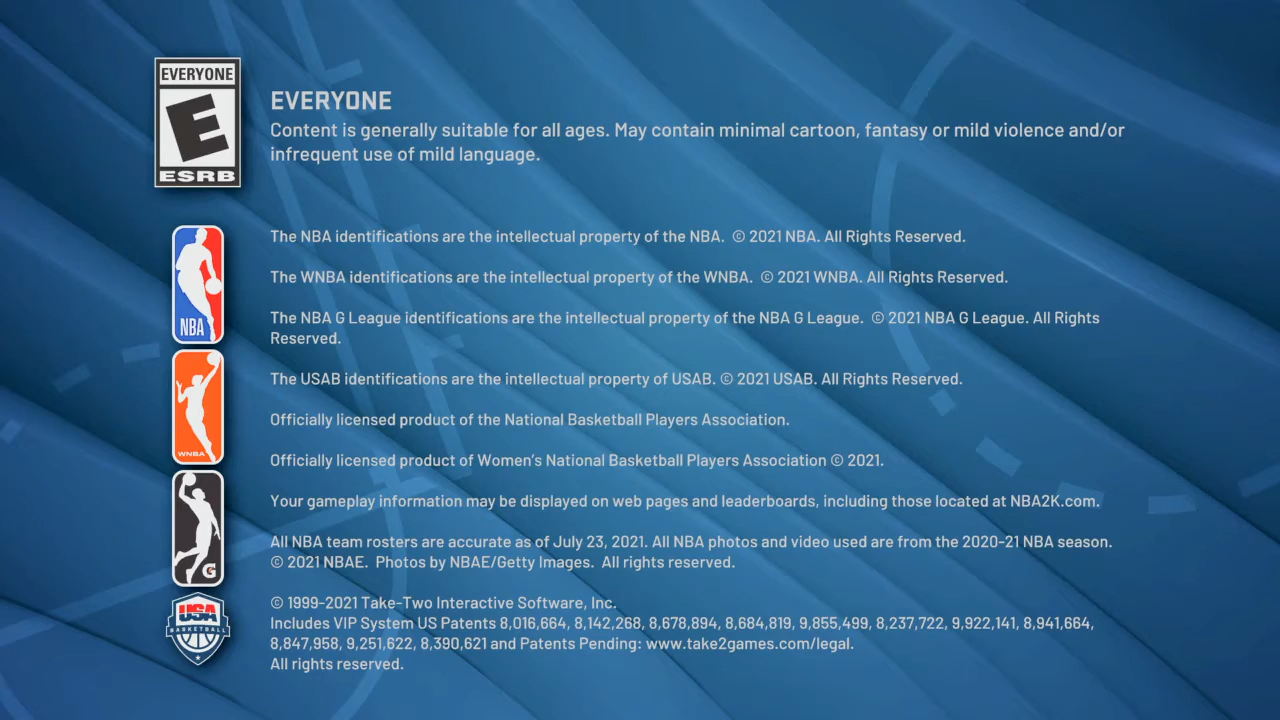 EVERYONE
E
ESRB
EVERYONE
Content is generally suitable for all ages. May contain minimal cartoon, fantasy or mild violence and/or
infrequent use of mild language.
The NBA identifications are the intellectual property of the NBA. © 2021 NBA. All Rights Reserved.
The WNBA identifications are the intellectual property of the WNBA. © 2021 WNBA. All Rights Reserved.
NBA
The NBA G League identifications are the intellectual property of the NBA G League. © 2021 NBA G League. All Rights
Reserved.
The USAB identifications are the intellectual property of USAB. © 2021 USAB. All Rights Reserved.
Officially licensed product of the National Basketball Players Association.
WNBA
Officially licensed product of Women's National Basketball Players Association © 2021.
Your gameplay information may be displayed on web pages and leaderboards, including those located at NBA2K.com.
All NBA team rosters are accurate as of July 23, 2021. All NBA photos and video used are from the 2020-21 NBA season.
© 2021 NBAE. Photos by NBAE/Getty Images. All rights reserved.
G
USA
BASKETBALL
© 1999-2021 Take-Two Interactive Software, Inc.
Includes VIP System US Patents 8,016,664, 8,142,268, 8,678,894, 8,684,819, 9,855,499, 8,237,722, 9,922,141, 8,941,664,
8,847,958, 9,251,622, 8,390,621 and Patents Pending: www.take2games.com/legal.
All rights reserved.